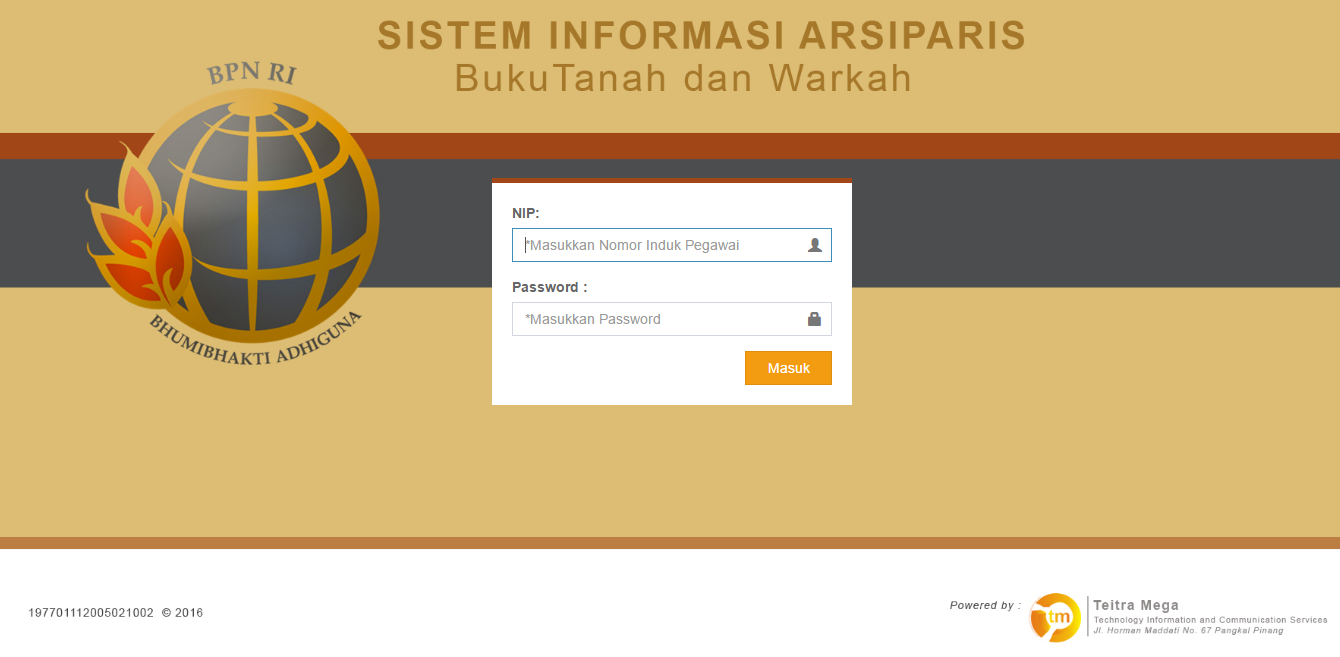 SISTEM INFORMASI ARSIPARIS
BukuTanah dan Warkah
BPN RI
BHUMIBHAKTI ADHIGUNA
NIP:
*Masukkan Nomor Induk Pegawai
Password :
*Masukkan Password
Masuk
197701112005021002 © 2016
Powered by :
tm
Teitra Mega
Technology Information and Communication Services
Jl. Horman Maddati No. 67 Pangkal Pinang